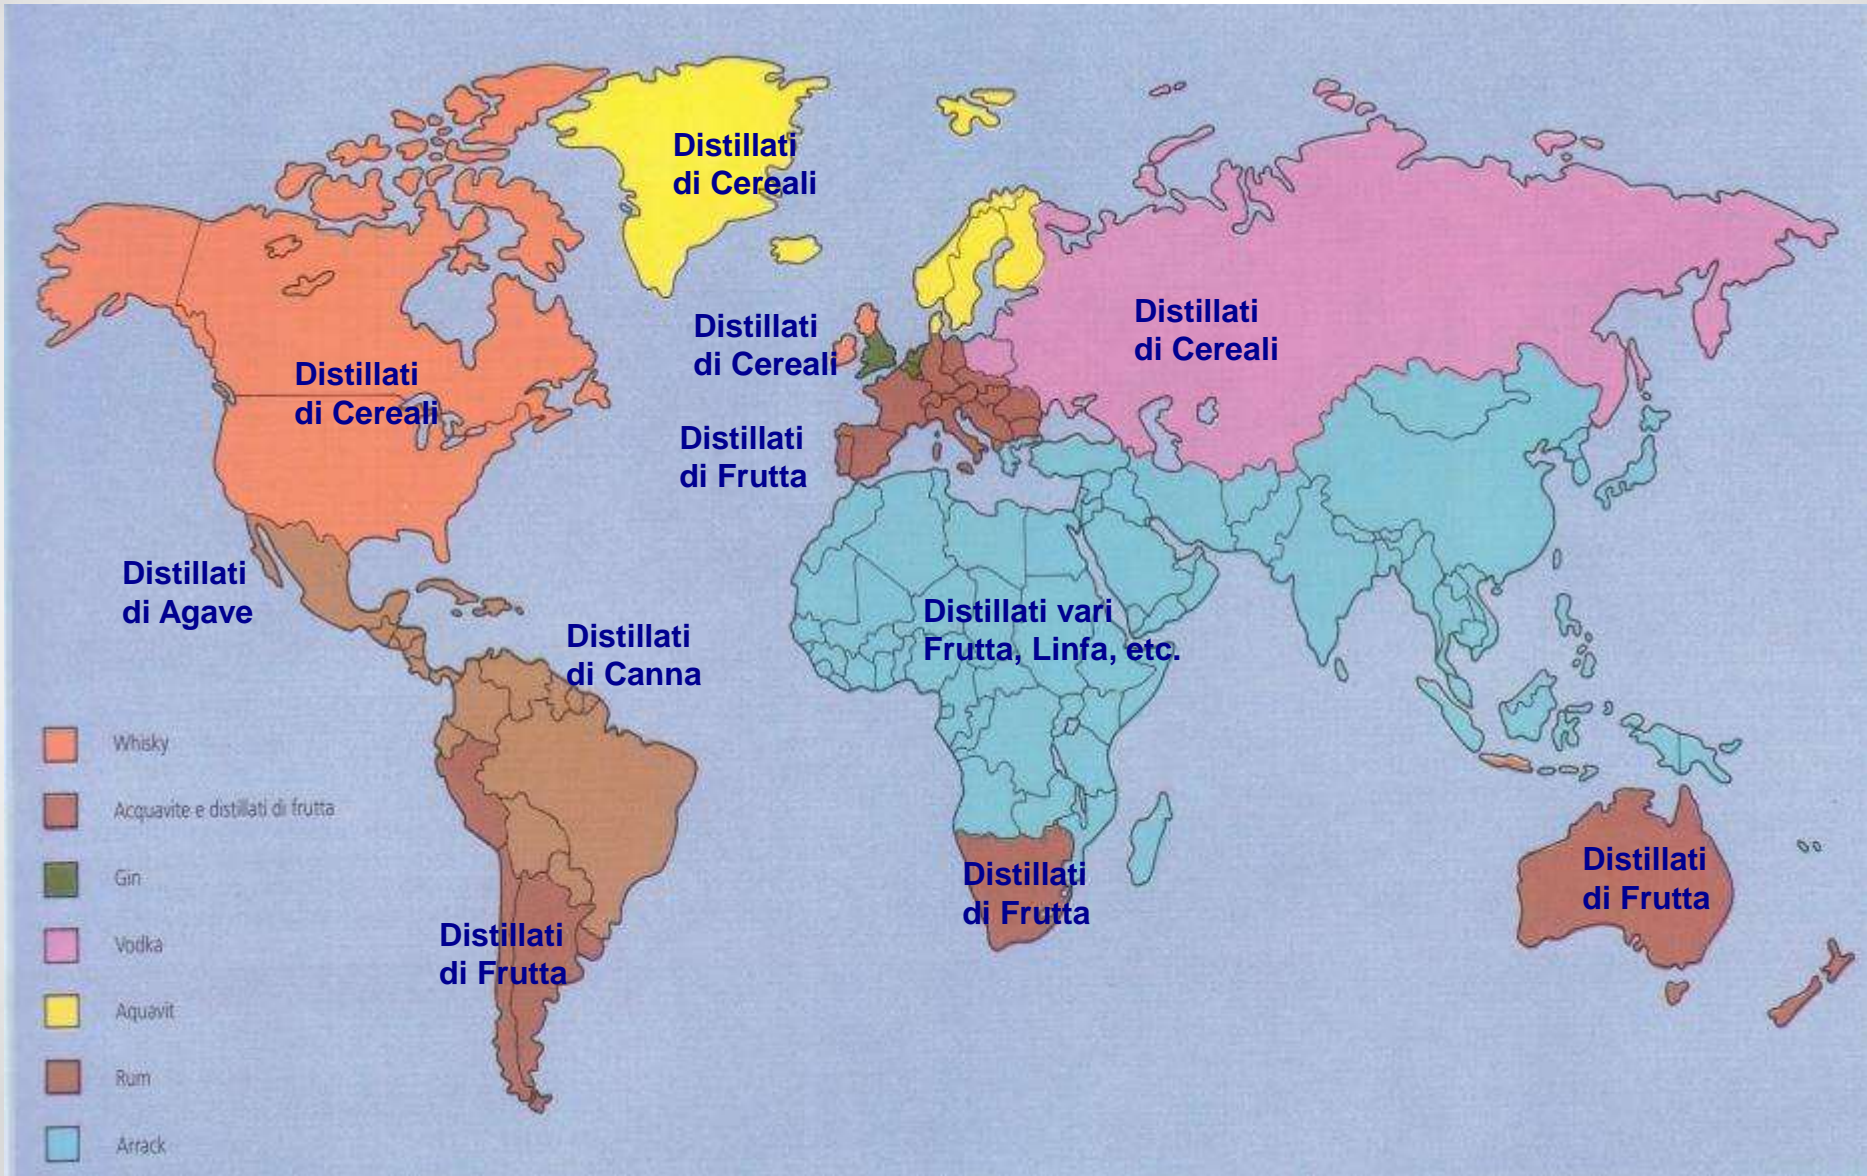 Distillati
di Cereali
Distillati
di Cereali
Distillati
di Cereali
Distillati
di Cereali
Distillati
di Frutta
Distillati
di Agave
Distillati
di Canna
Distillati vari
Frutta, Linfa, etc.
Distillati
di Frutta
Distillati
di Frutta
Distillati
di Frutta
Whisky
Acquavite e distillati di frutta
Gin
Vodka
Aquavit
Rum
Arrack